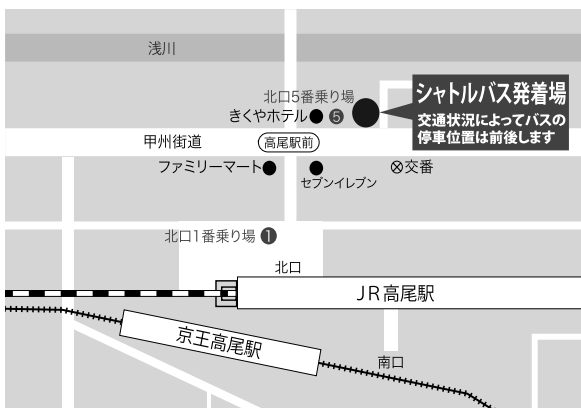 浅川
北口5番乗り場
シャトルバス発着場
きくやホテル
5
交通状況によってバスの
停車位置は前後します
甲州街道
高尾駅前
ファミリーマート
交番
セブンイレブン
北口1番乗り場
1
北口
JR高尾駅
京王高尾駅
南口